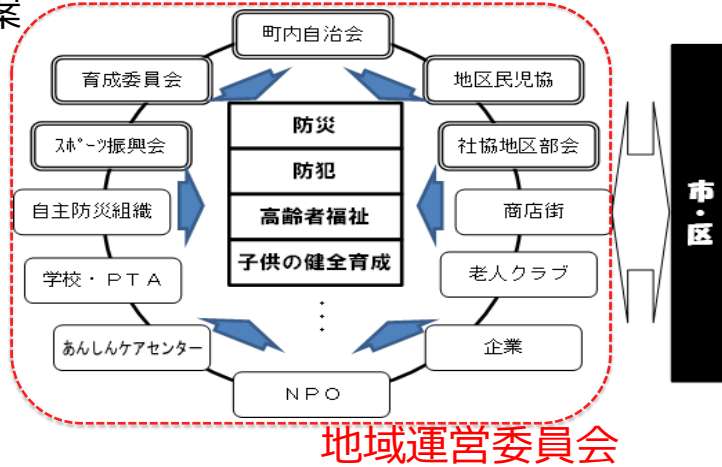 案
町内自治会
育成委員会
地区民児協
ｽﾎﾟｰﾂ振興会
社協地区部会
自主防災組織
商店街
学校・ＰＴＡ
老人クラブ
あんしんケアセンター
企業
ＮＰＯ
防災
防犯
高齢者福祉
子供の健全育成
⋮
市・区
地域運営委員会